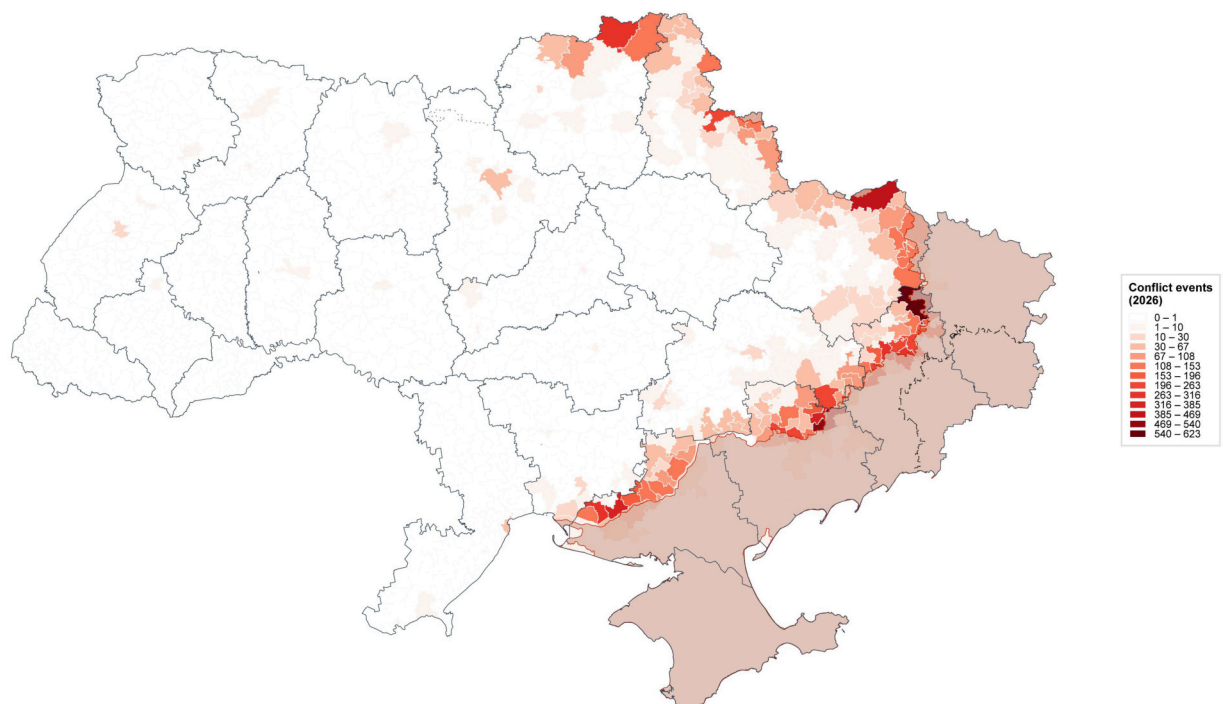 Conflict events
(2026)
0 – 1
1 – 10
10 – 30
30 – 67
67 – 108
108 – 153
153 – 196
196 – 263
263 – 316
316 – 385
385 – 469
469 – 540
540 – 623